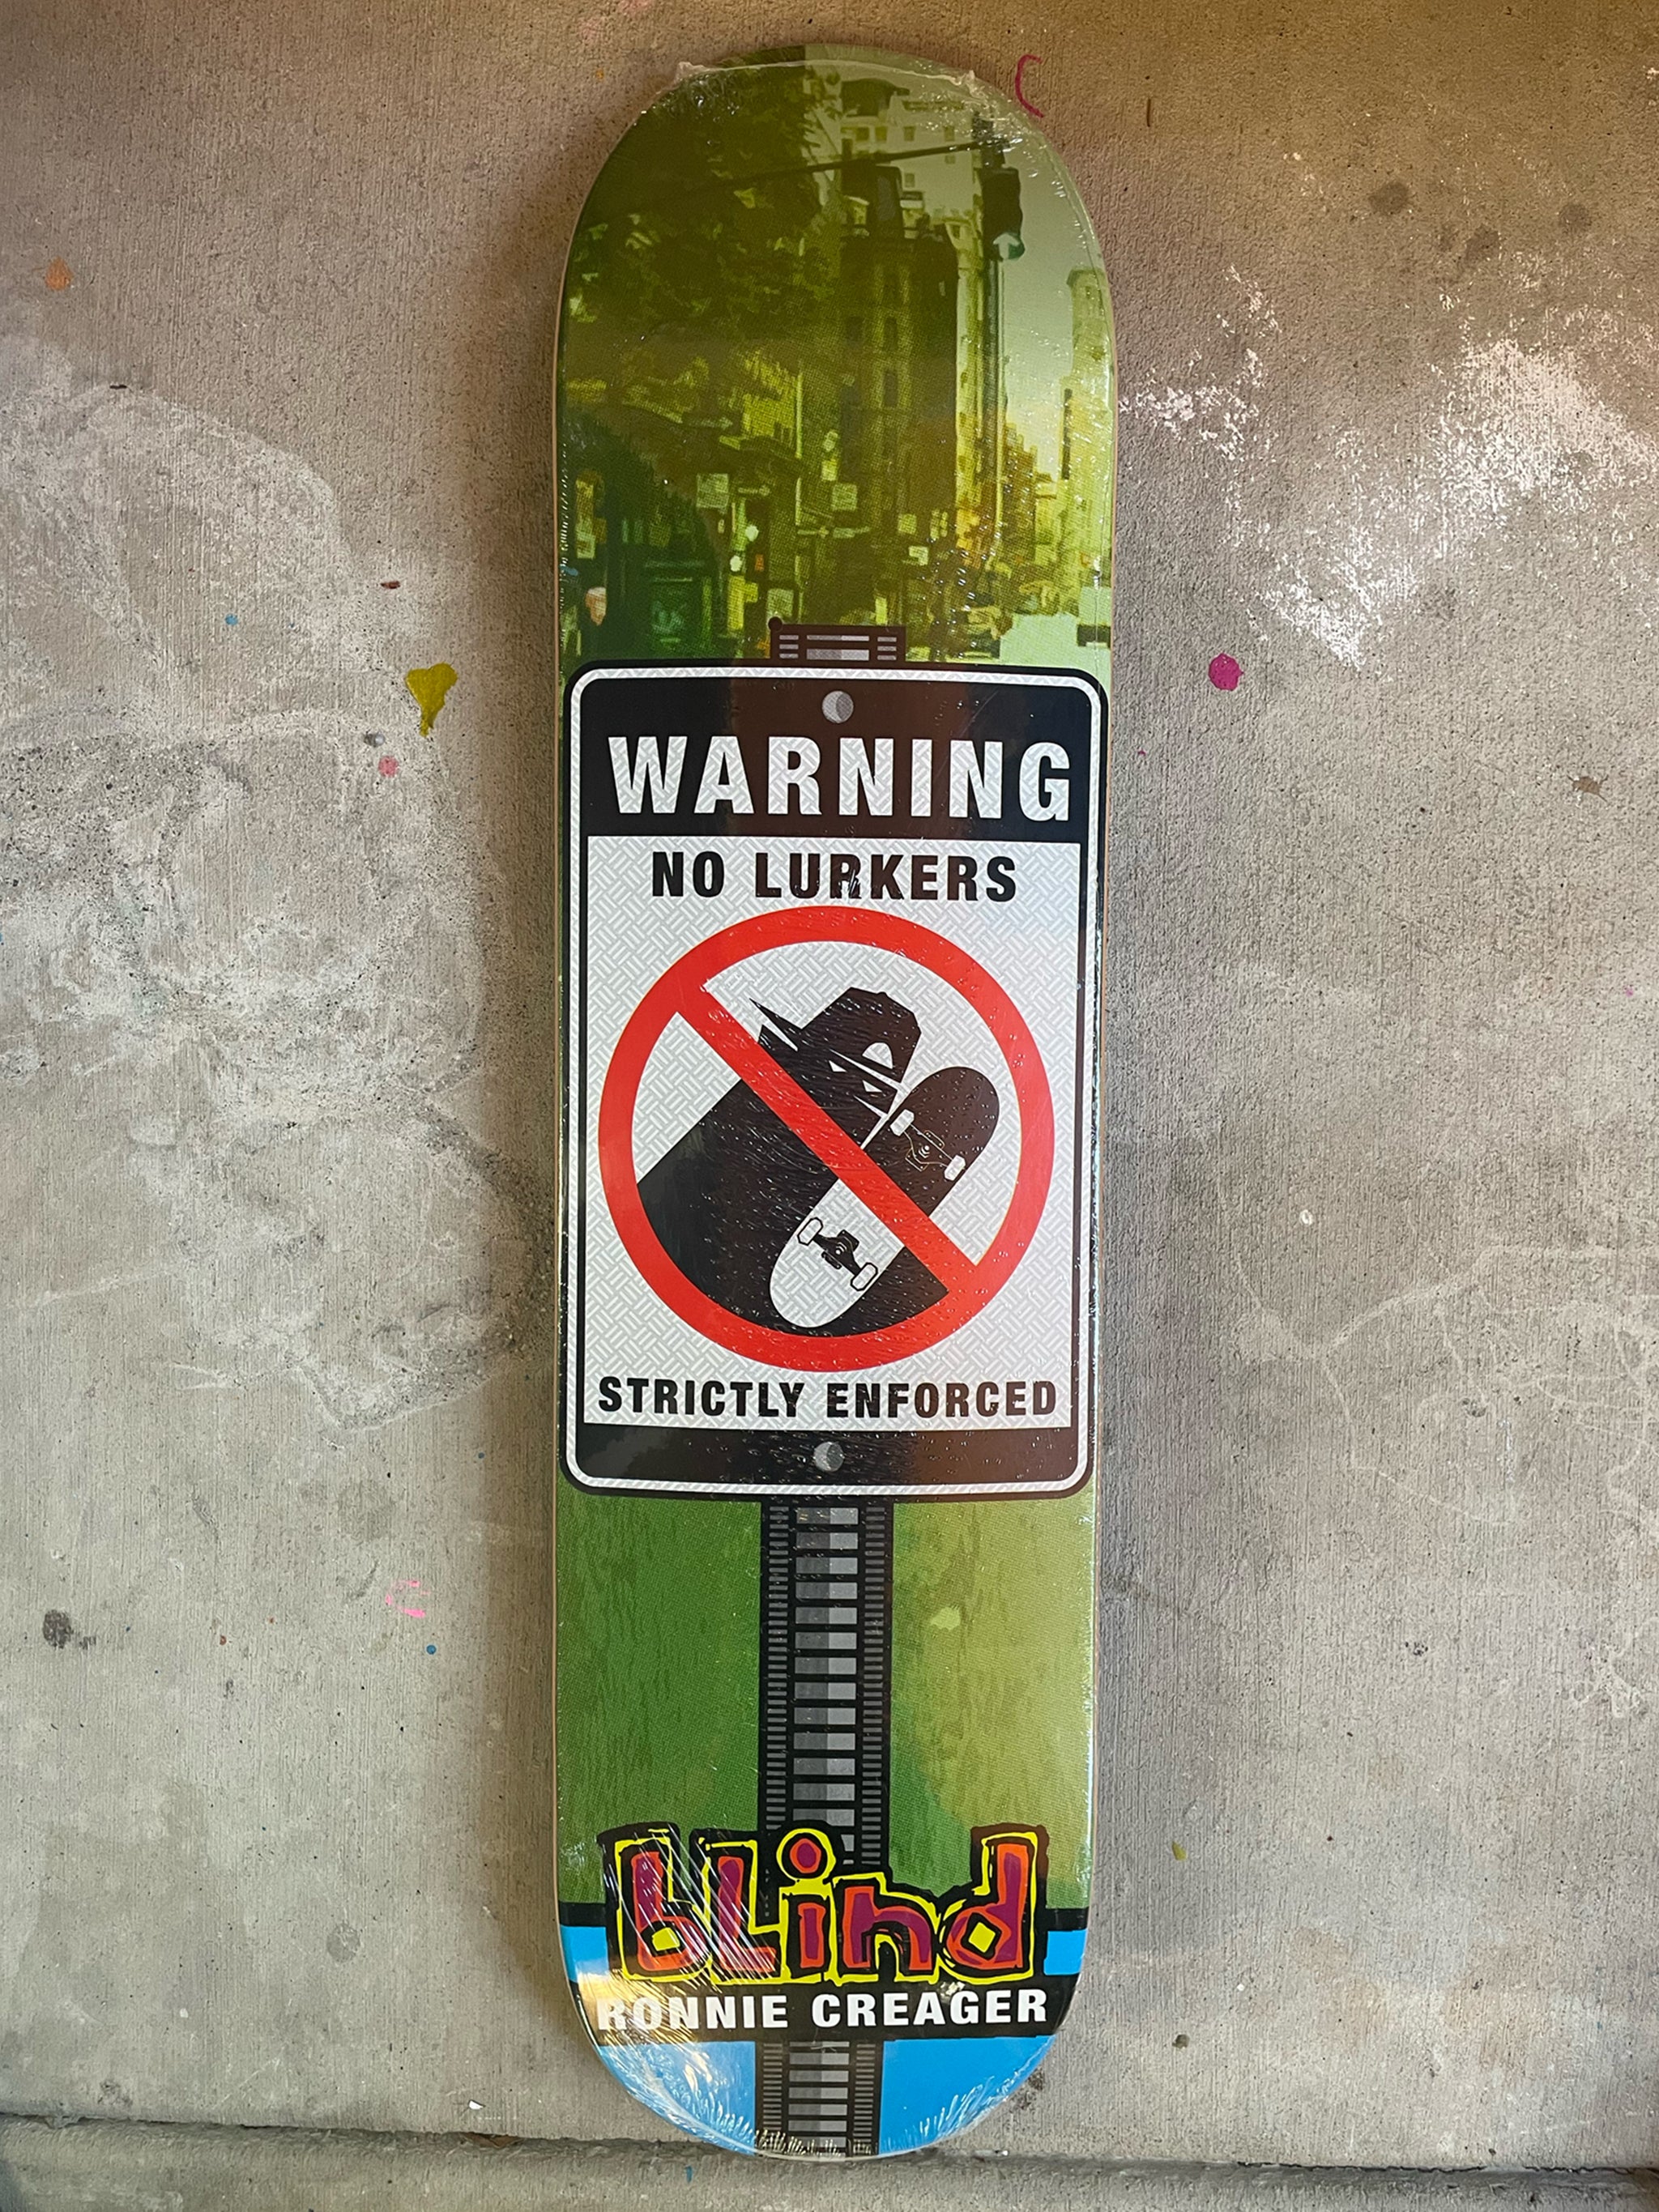 WARNING
NO LURKERS
STRICTLY ENFORCED
bLind
RONNIE CREAGER